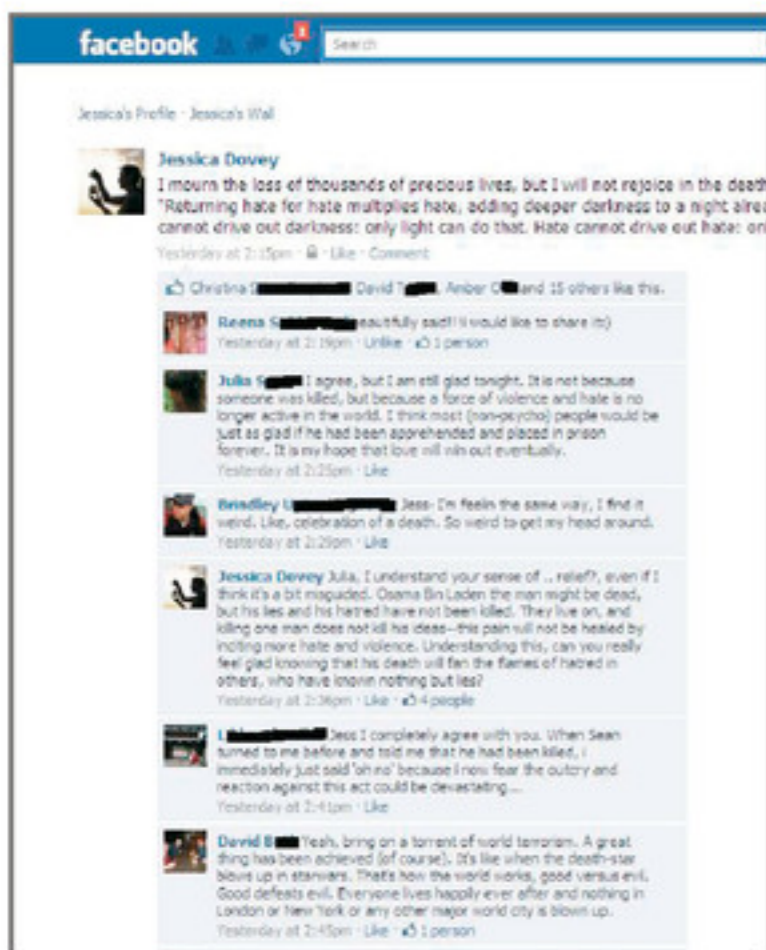 facebook
Search
Jessica's Profile · Jessica's Wall
Jessica Dovey
I mourn the loss of thousands of precious lives, but I will not rejoice in the death
"Returning hate for hate multiplies hate, adding deeper darkness to a night alrea
cannot drive out darkness: only light can do that. Hate cannot drive out hate: on
Yesterday at 2:15pm · Like · Comment
Christina S David T , Amber C and 15 others like this.
Reena S eautifully said!! i would like to share it:)
Yesterday at 2:19pm · Unlike · 1 person
Julia S I agree, but I am still glad tonight. It is not because
someone was killed, but because a force of violence and hate is no
longer active in the world. I think most (non-psycho) people would be
just as glad if he had been apprehended and placed in prison
forever. It is my hope that love will win out eventually.
Yesterday at 2:25pm · Like
Brindley U Jess- I'm feelin the same way, I find it
weird. Like, celebration of a death. So weird to get my head around.
Yesterday at 2:29pm · Like
Jessica Dovey Julia, I understand your sense of .. relief?, even if I
think it's a bit misguided. Osama Bin Laden the man might be dead,
but his lies and his hatred have not been killed. They live on, and
killing one man does not kill his ideas--this pain will not be healed by
inciting more hate and violence. Understanding this, can you really
feel glad knowing that his death will fan the flames of hatred in
others, who have known nothing but lies?
Yesterday at 2:36pm · Like · 4 people
L Jess I completely agree with you. When Sean
turned to me before and told me that he had been killed, i
immediately just said 'oh no' because i now fear the outcry and
reaction against this act could be devastating...
Yesterday at 2:41pm · Like
David B Yeah, bring on a torrent of world terrorism. A great
thing has been achieved (of course). It's like when the death-star
blows up in starwars. That's how the world works, good versus evil.
Good defeats evil. Everyone lives happily ever after and nothing in
London or New York or any other major world city is blown up.
Yesterday at 2:45pm · Like · 1 person